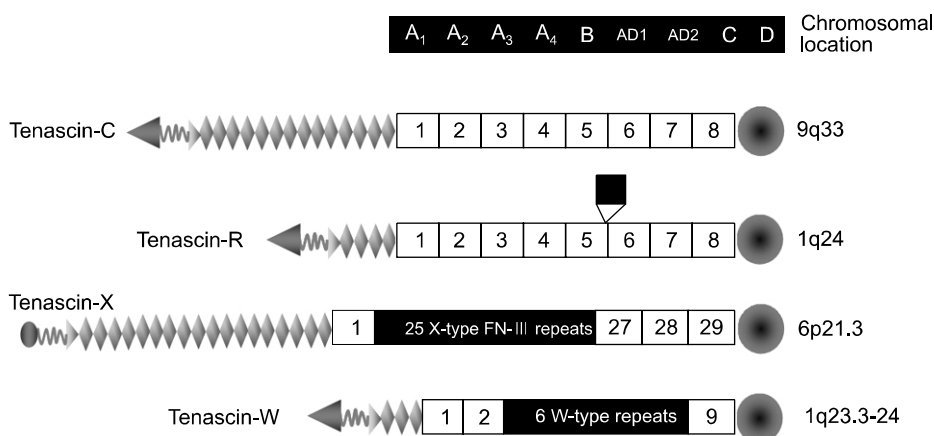 A₁ A₂ A₃ A₄ B AD1 AD2 C D
Chromosomal
location
Tenascin-C 1 2 3 4 5 6 7 8 9q33
Tenascin-R 1 2 3 4 5 6 7 8 1q24
Tenascin-X 1 25 X-type FN-III repeats 27 28 29 6p21.3
Tenascin-W 1 2 6 W-type repeats 9 1q23.3-24